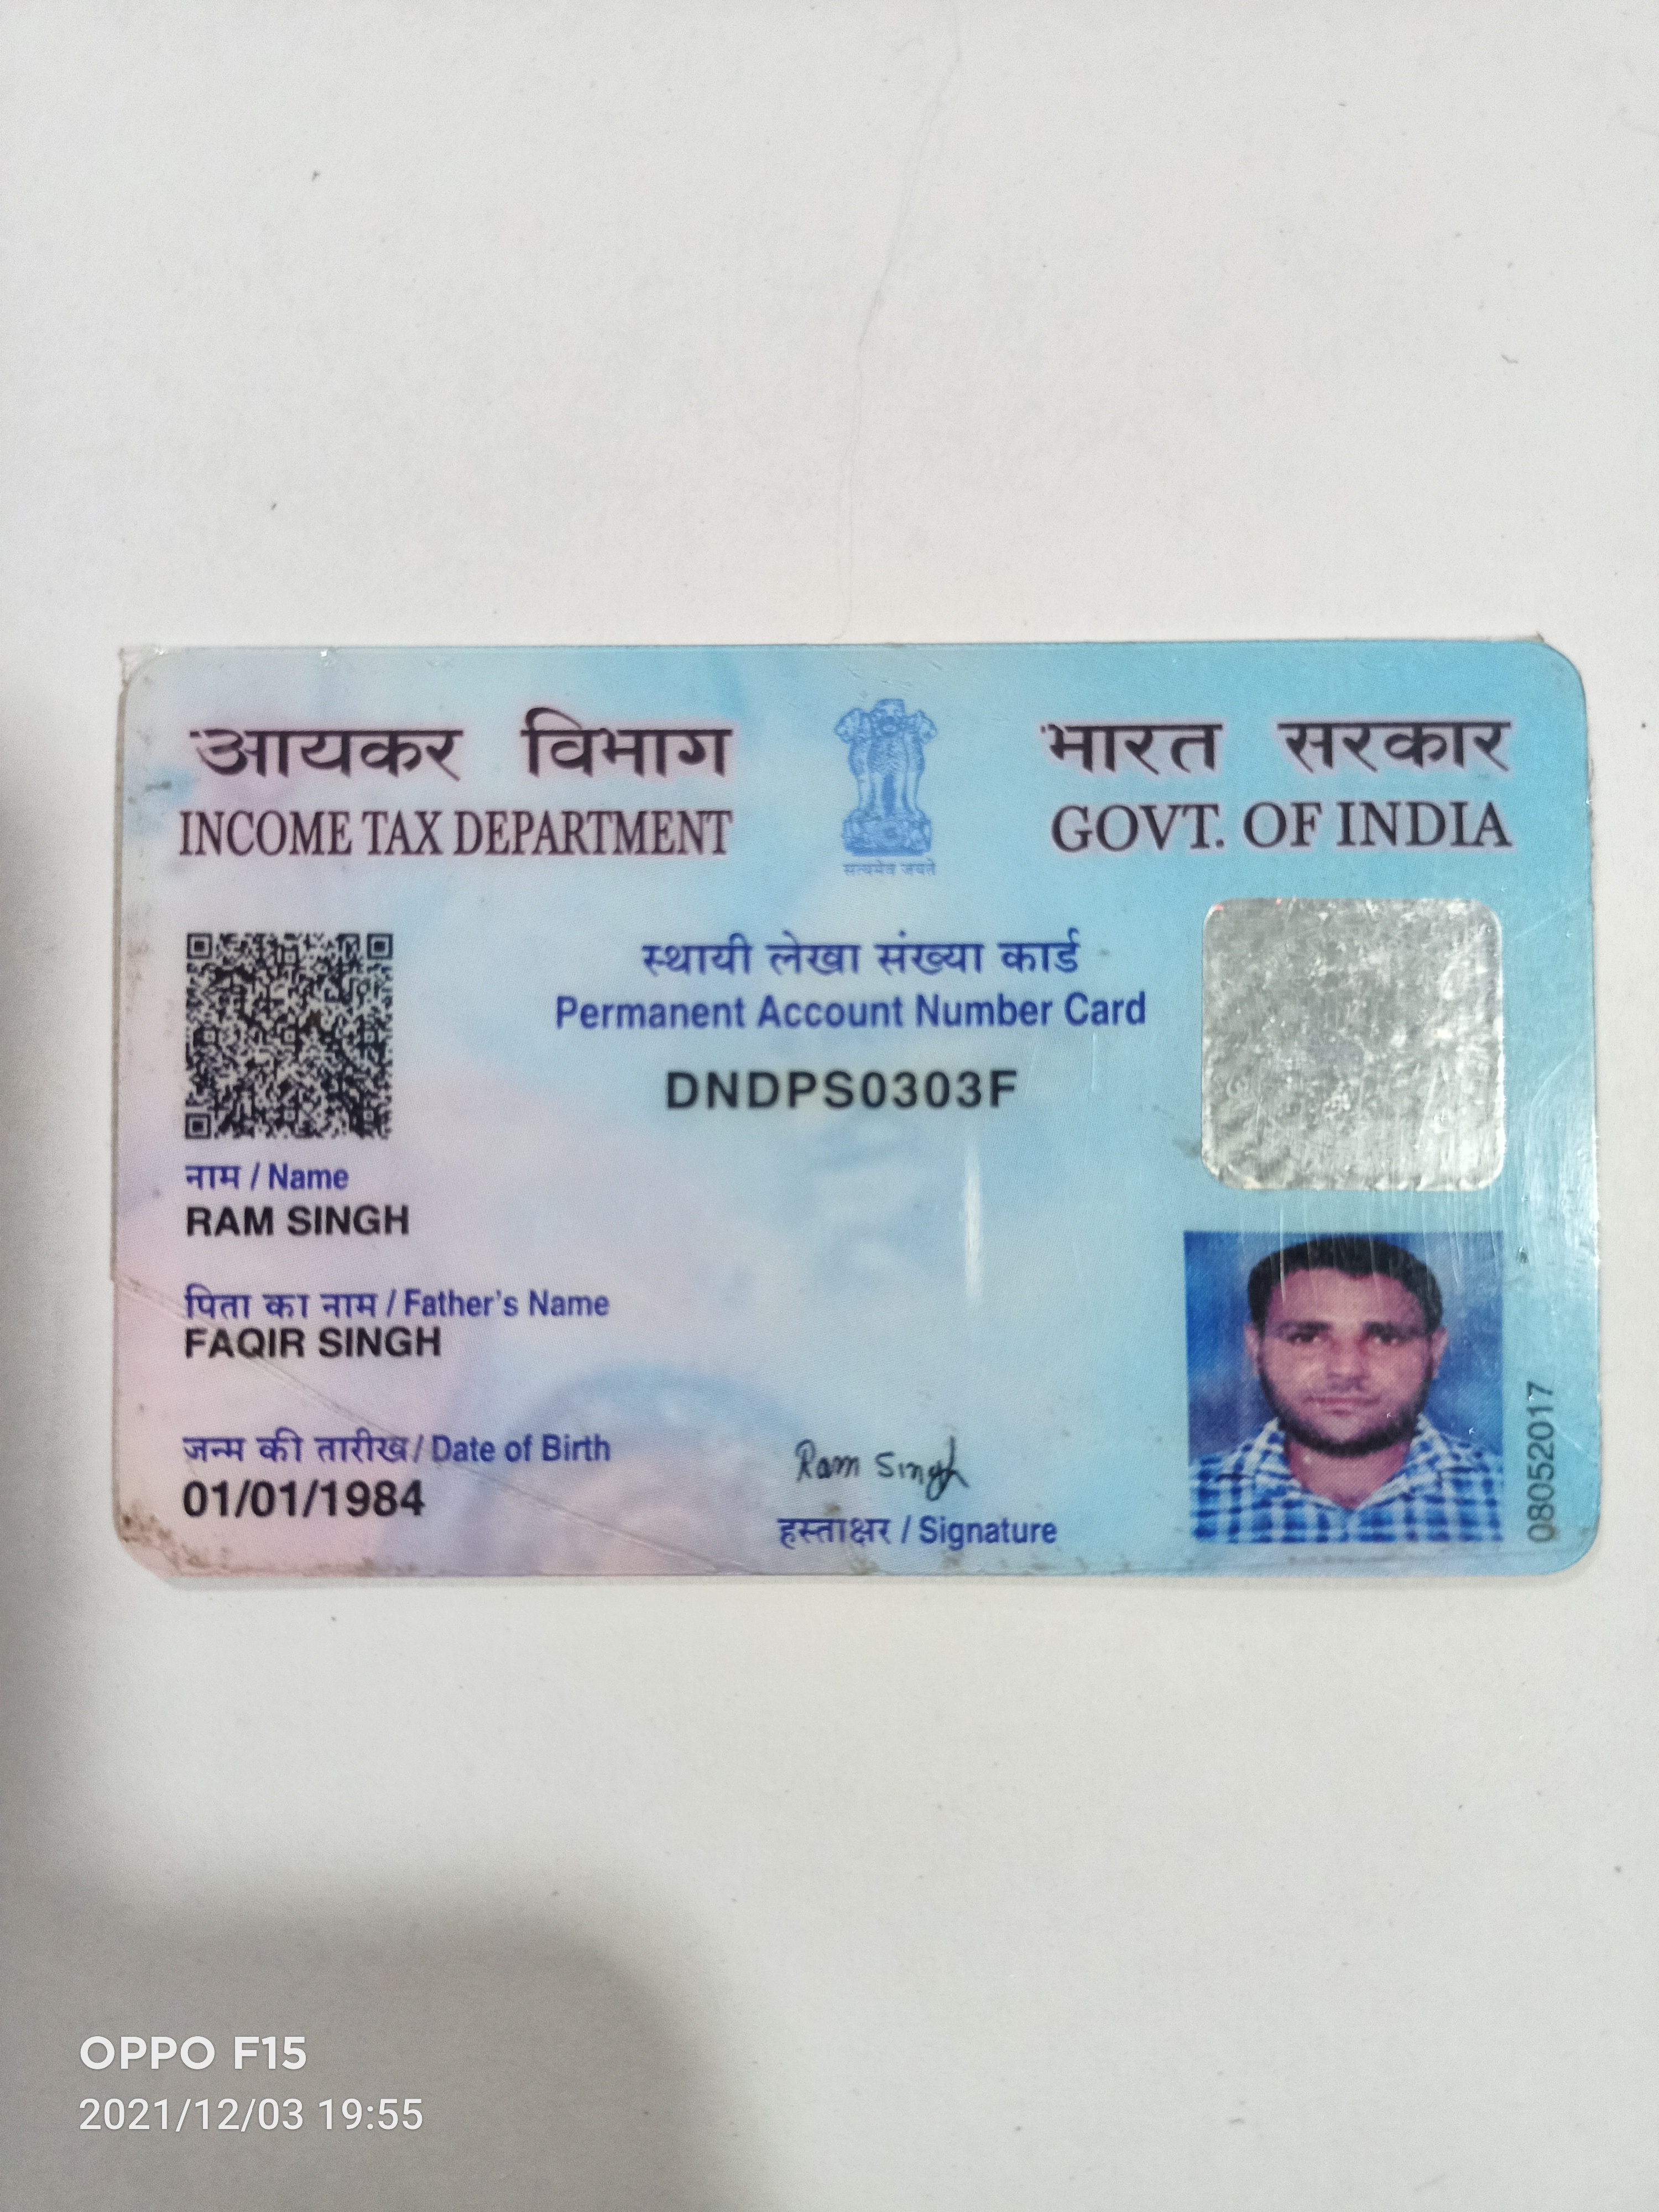 आयकर विभाग
INCOME TAX DEPARTMENT
सत्यमेव जयते
भारत सरकार
GOVT. OF INDIA
स्थायी लेखा संख्या कार्ड
Permanent Account Number Card
DNDPS0303F
नाम / Name
RAM SINGH
पिता का नाम / Father's Name
FAQIR SINGH
जन्म की तारीख / Date of Birth
01/01/1984
Ram Singh
हस्ताक्षर / Signature
08052017
OPPO F15
2021/12/03 19:55